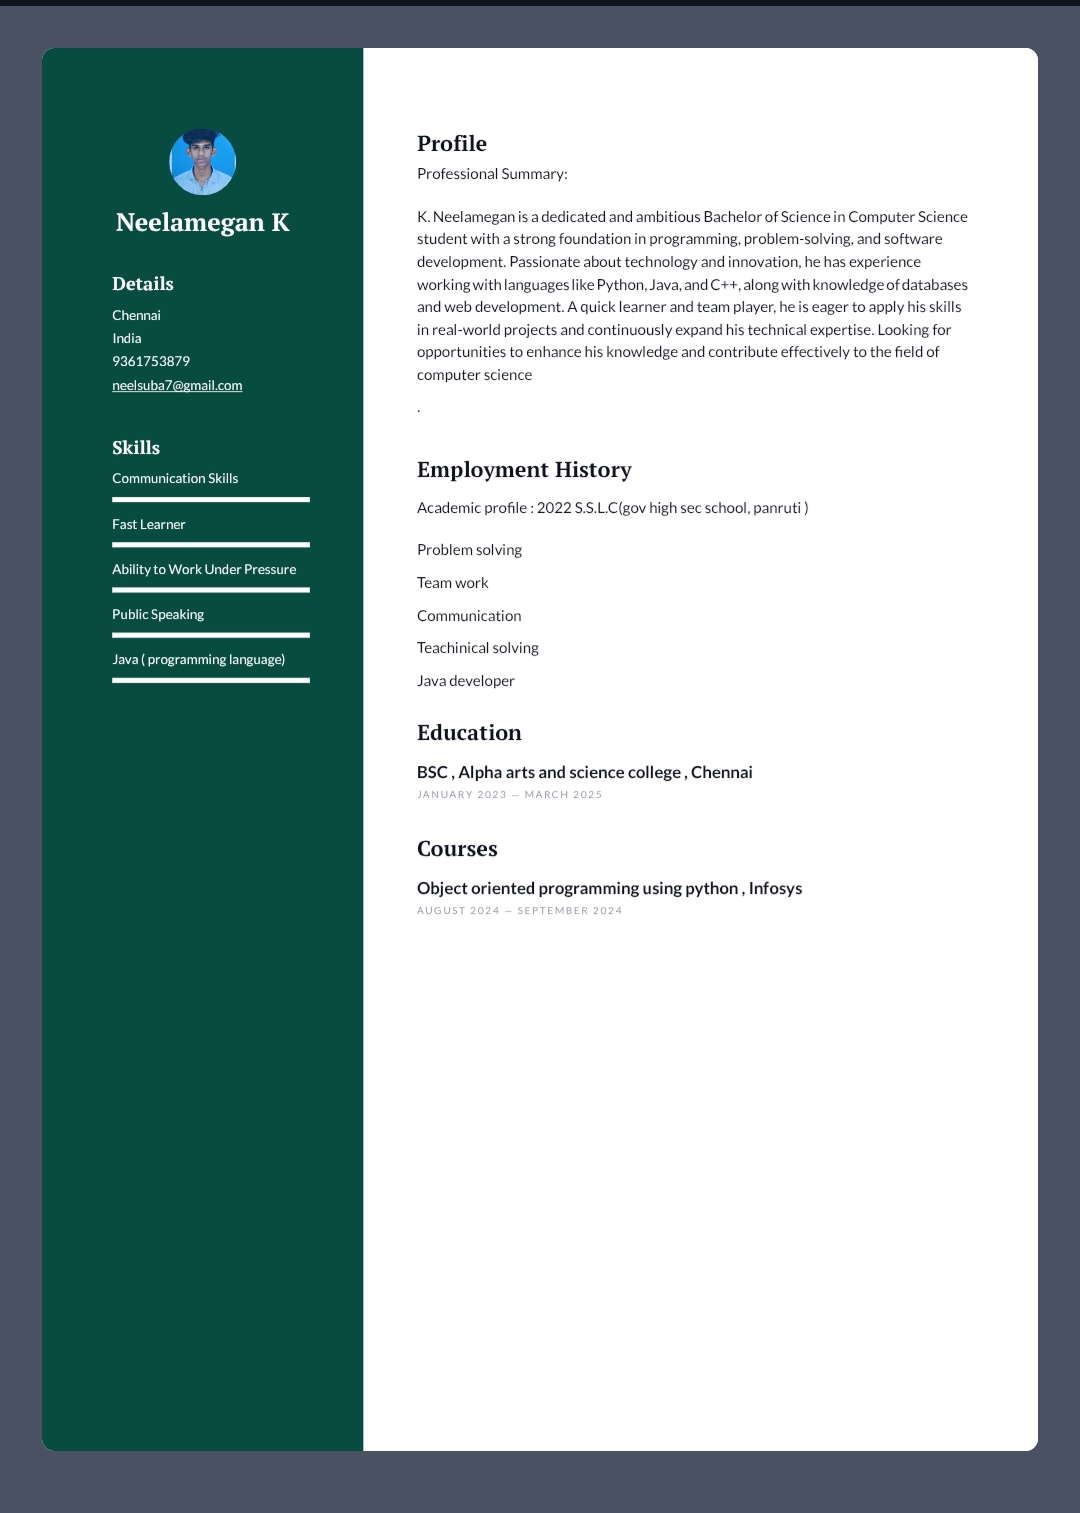 Neelamegan K
Details
Chennai
India
9361753879
neelsuba7@gmail.com
Skills
Communication Skills
Fast Learner
Ability to Work Under Pressure
Public Speaking
Java ( programming language)
Profile
Professional Summary:
K. Neelamegan is a dedicated and ambitious Bachelor of Science in Computer Science
student with a strong foundation in programming, problem-solving, and software
development. Passionate about technology and innovation, he has experience
working with languages like Python, Java, and C++, along with knowledge of databases
and web development. A quick learner and team player, he is eager to apply his skills
in real-world projects and continuously expand his technical expertise. Looking for
opportunities to enhance his knowledge and contribute effectively to the field of
computer science
.
Employment History
Academic profile : 2022 S.S.L.C(gov high sec school, panruti )
Problem solving
Team work
Communication
Teachinical solving
Java developer
Education
BSC , Alpha arts and science college , Chennai
JANUARY 2023 — MARCH 2025
Courses
Object oriented programming using python , Infosys
AUGUST 2024 — SEPTEMBER 2024